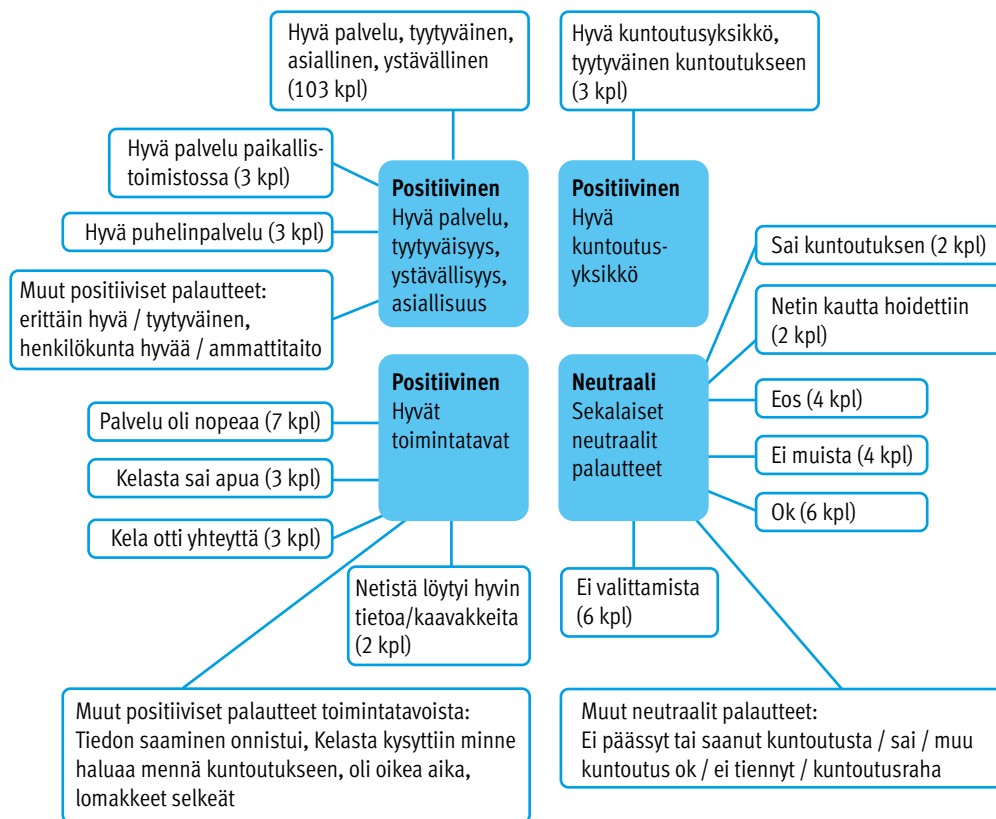 Hyvä palvelu, tyytyväinen,
asiallinen, ystävällinen
(103 kpl)
Hyvä kuntoutusyksikkö,
tyytyväinen kuntoutukseen
(3 kpl)
Hyvä palvelu paikallis-
toimistossa (3 kpl)
Hyvä puhelinpalvelu (3 kpl)
Muut positiiviset palautteet:
erittäin hyvä / tyytyväinen,
henkilökunta hyvää / ammattitaito
Positiivinen
Hyvä palvelu,
tyytyväisyys,
ystävällisyys,
asiallisuus
Positiivinen
Hyvä
kuntoutus-
yksikkö
Sai kuntoutuksen (2 kpl)
Netin kautta hoidettiin
(2 kpl)
Eos (4 kpl)
Ei muista (4 kpl)
Ok (6 kpl)
Positiivinen
Hyvät
toimintatavat
Neutraali
Sekalaiset
neutraalit
palautteet
Palvelu oli nopeaa (7 kpl)
Kelasta sai apua (3 kpl)
Kela otti yhteyttä (3 kpl)
Netistä löytyi hyvin
tietoa/kaavakkeita
(2 kpl)
Ei valittamista
(6 kpl)
Muut positiiviset palautteet toimintatavoista:
Tiedon saaminen onnistui, Kelasta kysyttiin minne
haluaa mennä kuntoutukseen, oli oikea aika,
lomakkeet selkeät
Muut neutraalit palautteet:
Ei päässyt tai saanut kuntoutusta / sai / muu
kuntoutus ok / ei tiennyt / kuntoutusraha